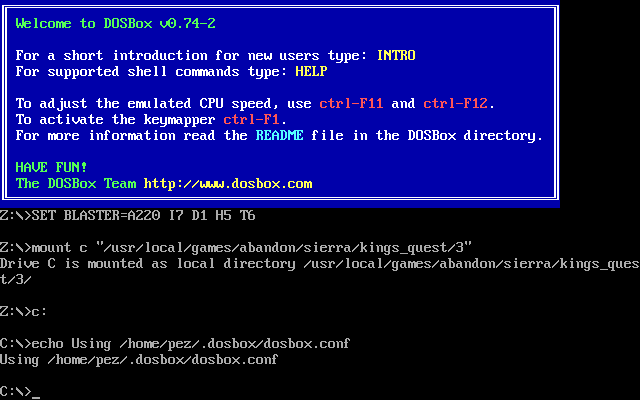 Welcome to DOSBox v0.74-2
For a short introduction for new users type: INTRO
For supported shell commands type: HELP
To adjust the emulated CPU speed, use ctrl-F11 and ctrl-F12.
To activate the keymapper ctrl-F1.
For more information read the README file in the DOSBox directory.
HAVE FUN!
The DOSBox Team http://www.dosbox.com
Z:\>SET BLASTER=A220 I7 D1 H5 T6
Z:\>mount c "/usr/local/games/abandon/sierra/kings_quest/3"
Drive C is mounted as local directory /usr/local/games/abandon/sierra/kings_ques
t/3/
Z:\>c:
C:\>echo Using /home/pez/.dosbox/dosbox.conf
Using /home/pez/.dosbox/dosbox.conf
C:\>_